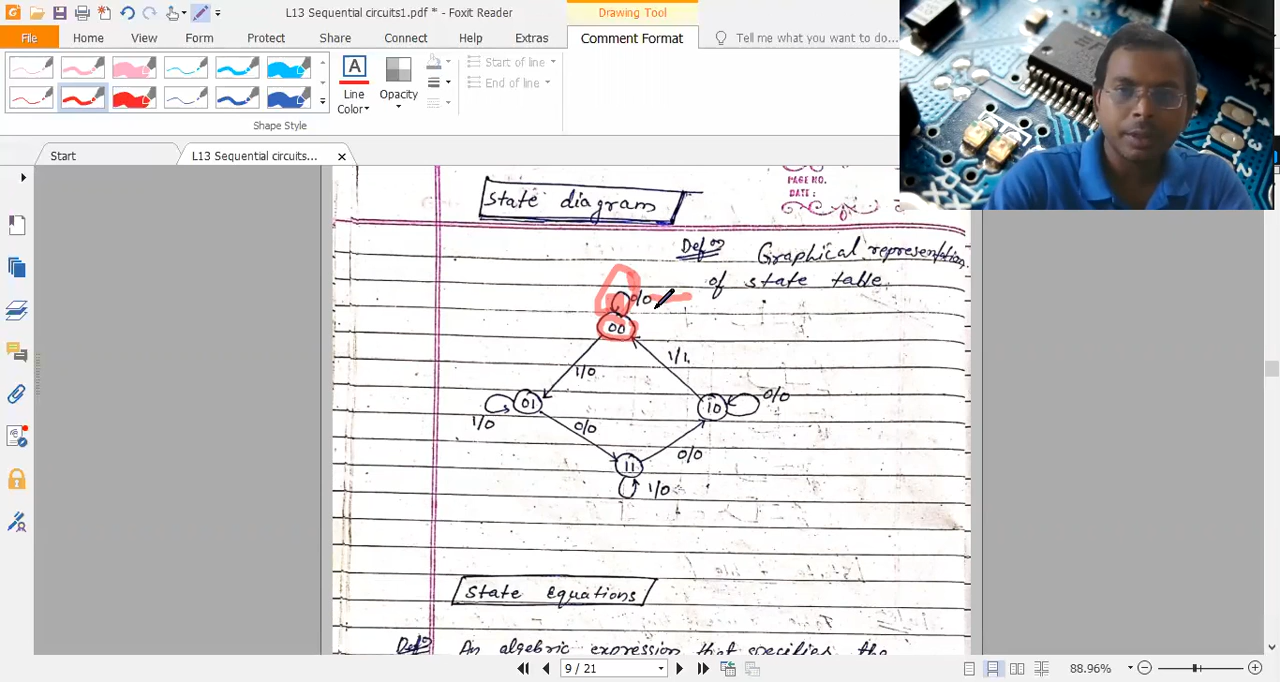 L13 Sequential circuits1.pdf * - Foxit Reader
Drawing Tool
File Home View Form Protect Share Connect Help Extras Comment Format Tell me what you want to do...
Line Color
Opacity
Start of line
End of line
Shape Style
Start
L13 Sequential circuits...
PAGE NO.
DATE :
State diagram
Defn Graphical representation
of state table.
0/0
00
1/0
1/1
01
1/0
10
0/0
0/0
0/0
11
1/0
State Equations
Defn An algebric expression that specifies the
9 / 21
88.96%